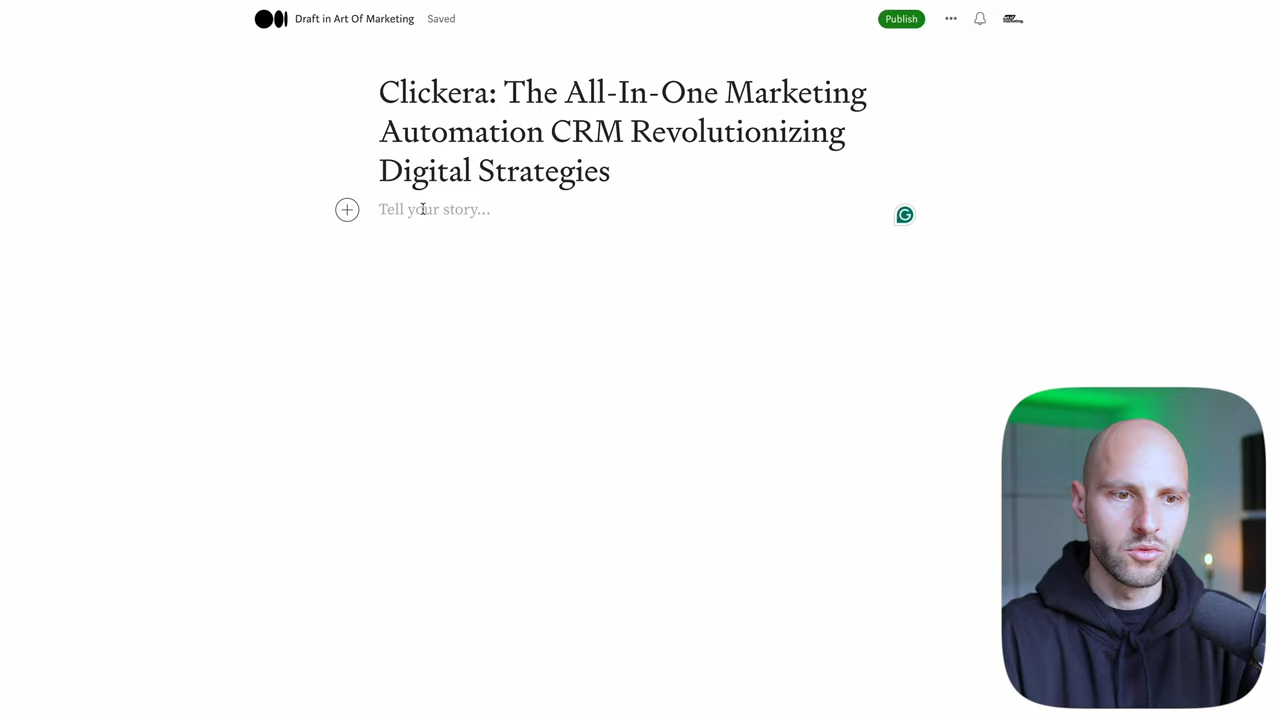 Draft in Art Of Marketing Saved Publish
Clickera: The All-In-One Marketing
Automation CRM Revolutionizing
Digital Strategies
Tell your story...